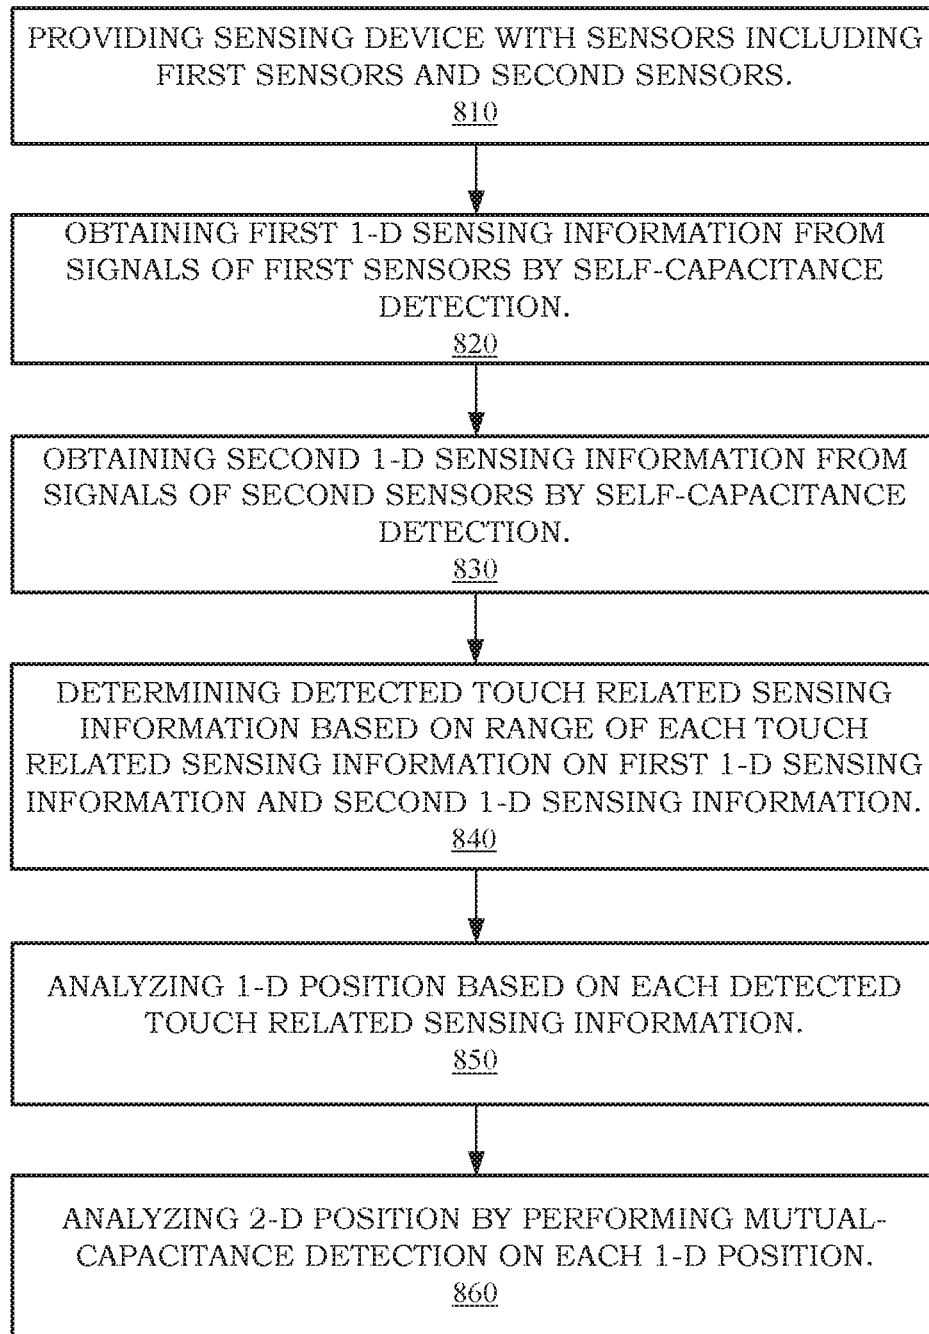 PROVIDING SENSING DEVICE WITH SENSORS INCLUDING
FIRST SENSORS AND SECOND SENSORS.
810
OBTAINING FIRST 1-D SENSING INFORMATION FROM
SIGNALS OF FIRST SENSORS BY SELF-CAPACITANCE
DETECTION.
820
OBTAINING SECOND 1-D SENSING INFORMATION FROM
SIGNALS OF SECOND SENSORS BY SELF-CAPACITANCE
DETECTION.
830
DETERMINING DETECTED TOUCH RELATED SENSING
INFORMATION BASED ON RANGE OF EACH TOUCH
RELATED SENSING INFORMATION ON FIRST 1-D SENSING
INFORMATION AND SECOND 1-D SENSING INFORMATION.
840
ANALYZING 1-D POSITION BASED ON EACH DETECTED
TOUCH RELATED SENSING INFORMATION.
850
ANALYZING 2-D POSITION BY PERFORMING MUTUAL-
CAPACITANCE DETECTION ON EACH 1-D POSITION.
860